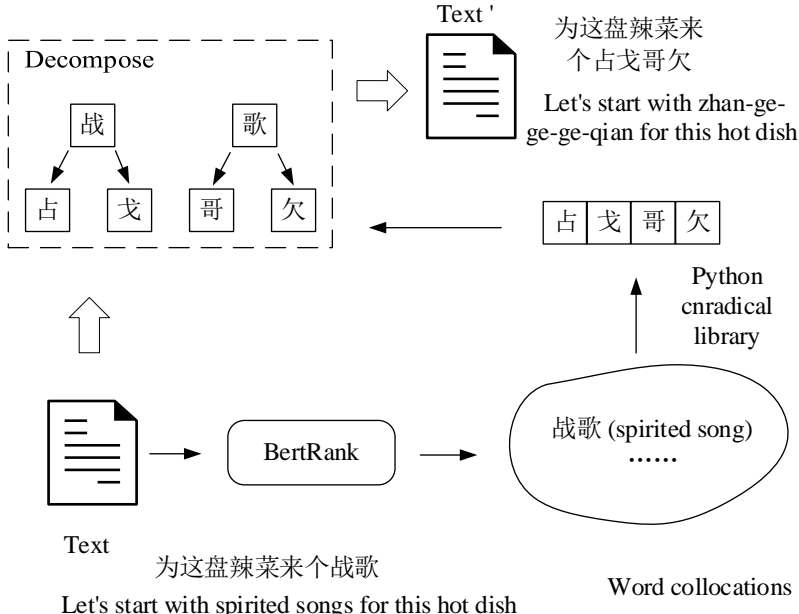 Text '
为这盘辣菜来
个占戈哥欠
Let's start with zhan-ge-
ge-ge-qian for this hot dish
Decompose
战
歌
占
戈
哥
欠
占 戈 哥 欠
Python
cnradical
library
战歌 (spirited song)
……
BertRank
Text
为这盘辣菜来个战歌
Let's start with spirited songs for this hot dish
Word collocations